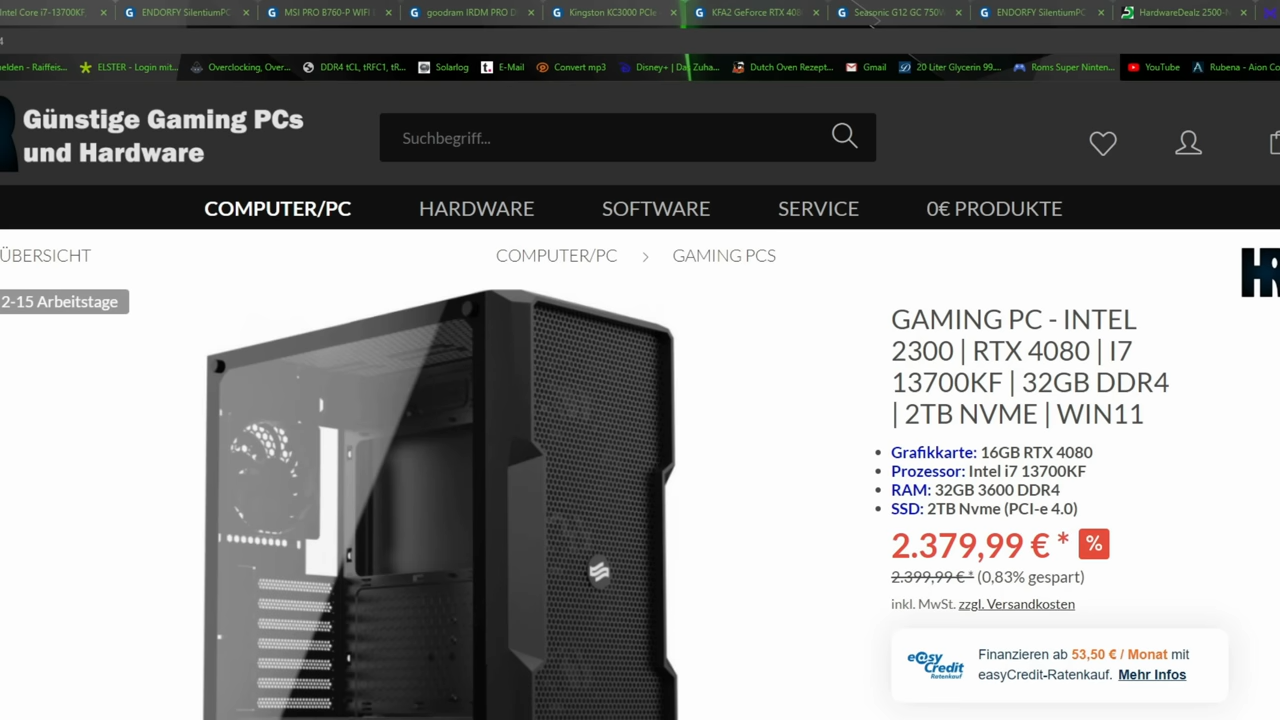 Intel Core i7-13700KF
ENDORFY SilentiumPC
MSI PRO B760-P WIFI
goodram IRDM PRO D
Kingston KC3000 PCIe
KFA2 GeForce RTX 408
Seasonic G12 GC 750W
ENDORFY SilentiumPC
HardwareDealz 2500-
elden - Raiffeis...
ELSTER - Login mit...
Overclocking, Over...
DDR4 tCL, tRFC1, tR...
Solarlog
E-Mail
Convert mp3
Disney+ | Da Zuha...
Dutch Oven Rezept...
Gmail
20 Liter Glycerin 99....
Roms Super Ninten...
YouTube
Rubena - Aion Co
Günstige Gaming PCs
und Hardware
Suchbegriff...
COMPUTER/PC
HARDWARE
SOFTWARE
SERVICE
0€ PRODUKTE
ÜBERSICHT
COMPUTER/PC > GAMING PCS
2-15 Arbeitstage
GAMING PC - INTEL
2300 | RTX 4080 | I7
13700KF | 32GB DDR4
| 2TB NVME | WIN11
• Grafikkarte: 16GB RTX 4080
• Prozessor: Intel i7 13700KF
• RAM: 32GB 3600 DDR4
• SSD: 2TB Nvme (PCI-e 4.0)
2.379,99 € * %
2.399,99 € * (0,83% gespart)
inkl. MwSt. zzgl. Versandkosten
easyCredit
Ratenkauf
Finanzieren ab 53,50 € / Monat mit
easyCredit-Ratenkauf. Mehr Infos